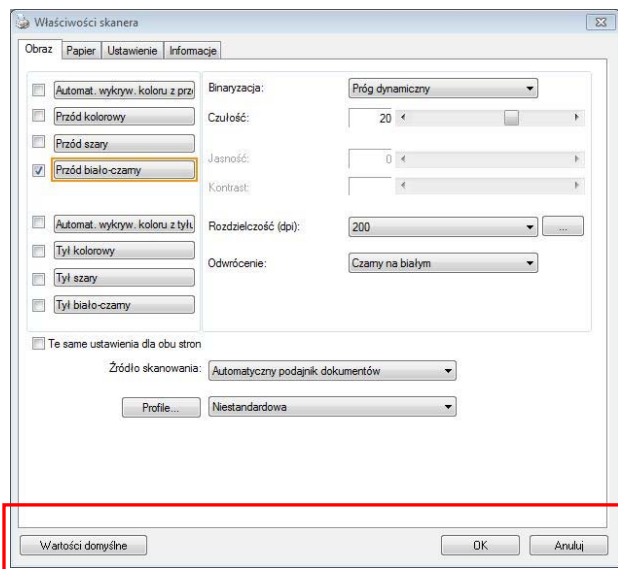 Właściwości skanera
Obraz Papier Ustawienie Informacje
Automat. wykryw. koloru z prz
Przód kolorowy
Przód szary
Przód biało-czarny
Automat. wykryw. koloru z tyłu
Tył kolorowy
Tył szary
Tył biało-czarny
Binaryzacja: Próg dynamiczny
Czułość: 20
Jasność: 0
Kontrast:
Rozdzielczość (dpi): 200 ...
Odwrócenie: Czarny na białym
Te same ustawienia dla obu stron
Źródło skanowania: Automatyczny podajnik dokumentów
Profile... Niestandardowa
Wartości domyślne OK Anuluj